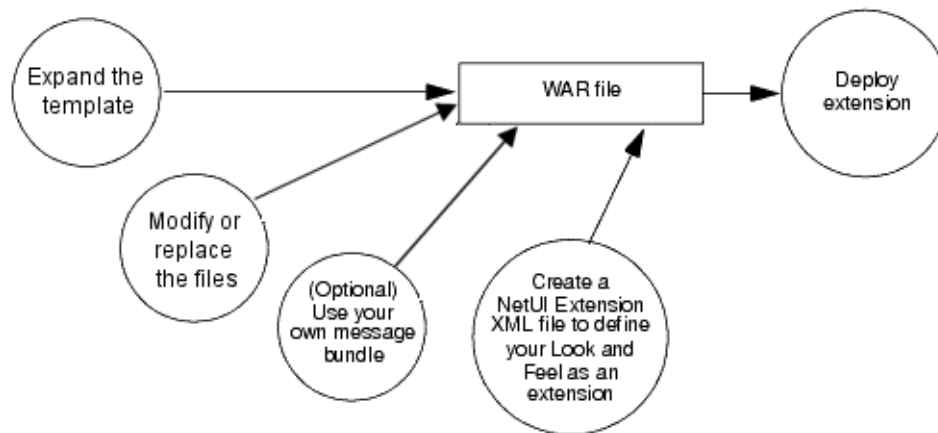 Expand the
template
WAR file
Deploy
extension
Modify or
replace
the files
(Optional)
Use your
own message
bundle
Create a
NetUI Extension
XML file to define
your Look and
Feel as an
extension